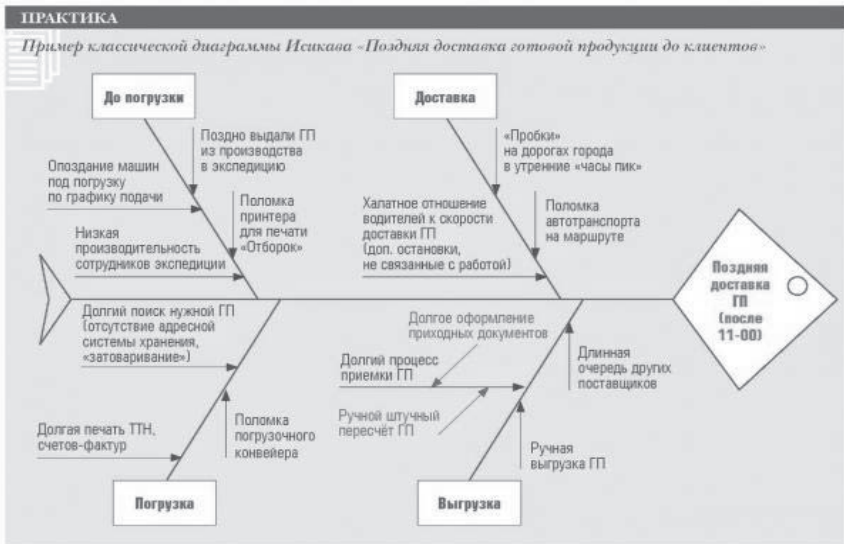 ПРАКТИКА
Пример классической диаграммы Исикава «Поздняя доставка готовой продукции до клиентов»
До погрузки
Поздно выдали ГП
из производства
в экспедицию
Опоздание машин
под погрузку
по графику подачи
Поломка
принтера
для печати
«Отборок»
Низкая
производительность
сотрудников экспедиции
Доставка
«Пробки»
на дорогах города
в утренние «часы пик»
Халатное отношение
водителей к скорости
доставки ГП
(доп. остановки,
не связанные с работой)
Поломка
автотранспорта
на маршруте
Поздняя
доставка
ГП
(после
11-00)
Долгий поиск нужной ГП
(отсутствие адресной
системы хранения,
«затоваривание»)
Долгая печать ТТН,
счетов-фактур
Поломка
погрузочного
конвейера
Погрузка
Долгое оформление
приходных документов
Долгий процесс
приемки ГП
Ручной штучный
пересчёт ГП
Длинная
очередь других
поставщиков
Ручная
выгрузка ГП
Выгрузка